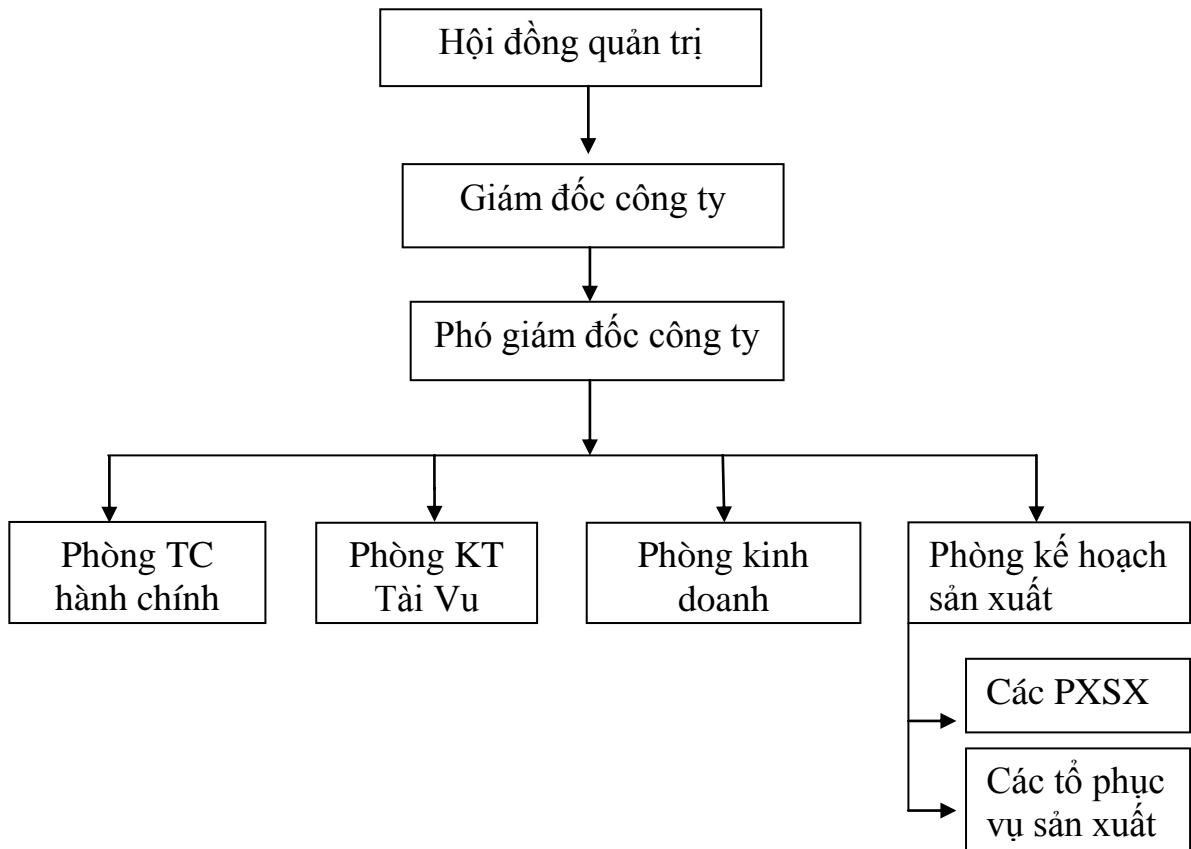 Hội đồng quản trị
Giám đốc công ty
Phó giám đốc công ty
Phòng TC
hành chính
Phòng KT
Tài Vu
Phòng kinh
doanh
Phòng kế hoạch
sản xuất
Các PXSX
Các tổ phục
vụ sản xuất